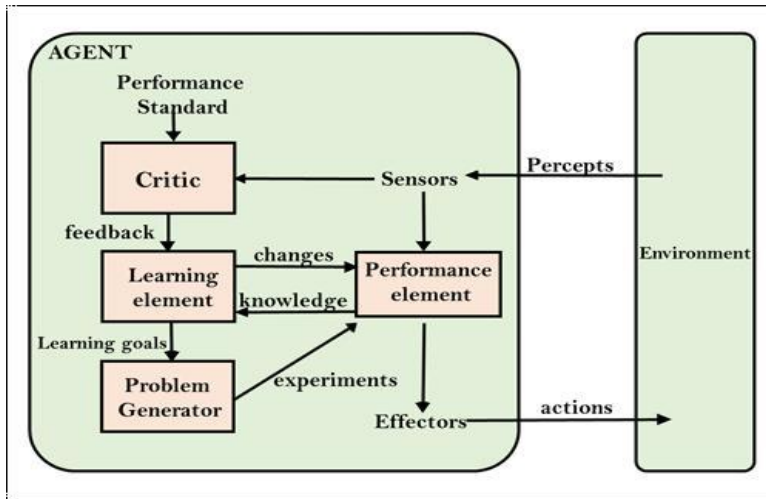 AGENT
Performance
Standard
Critic
Sensors
Percepts
feedback
changes
Environment
Learning
element
Performance
element
knowledge
Learning goals
Problem
Generator
experiments
Effectors
actions